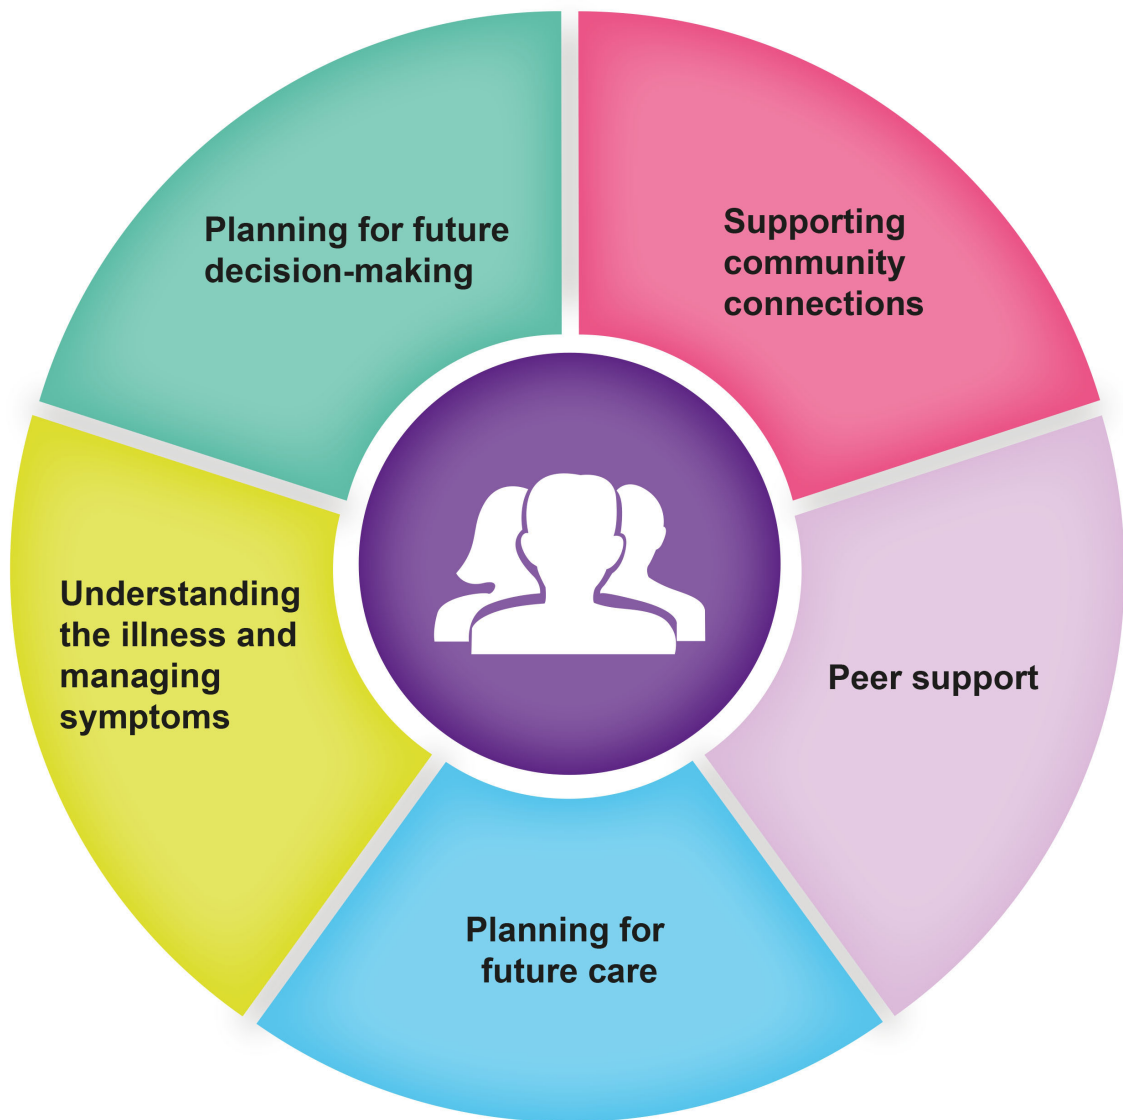 Planning for future
decision-making
Supporting
community
connections
Understanding
the illness and
managing
symptoms
Peer support
Planning for
future care